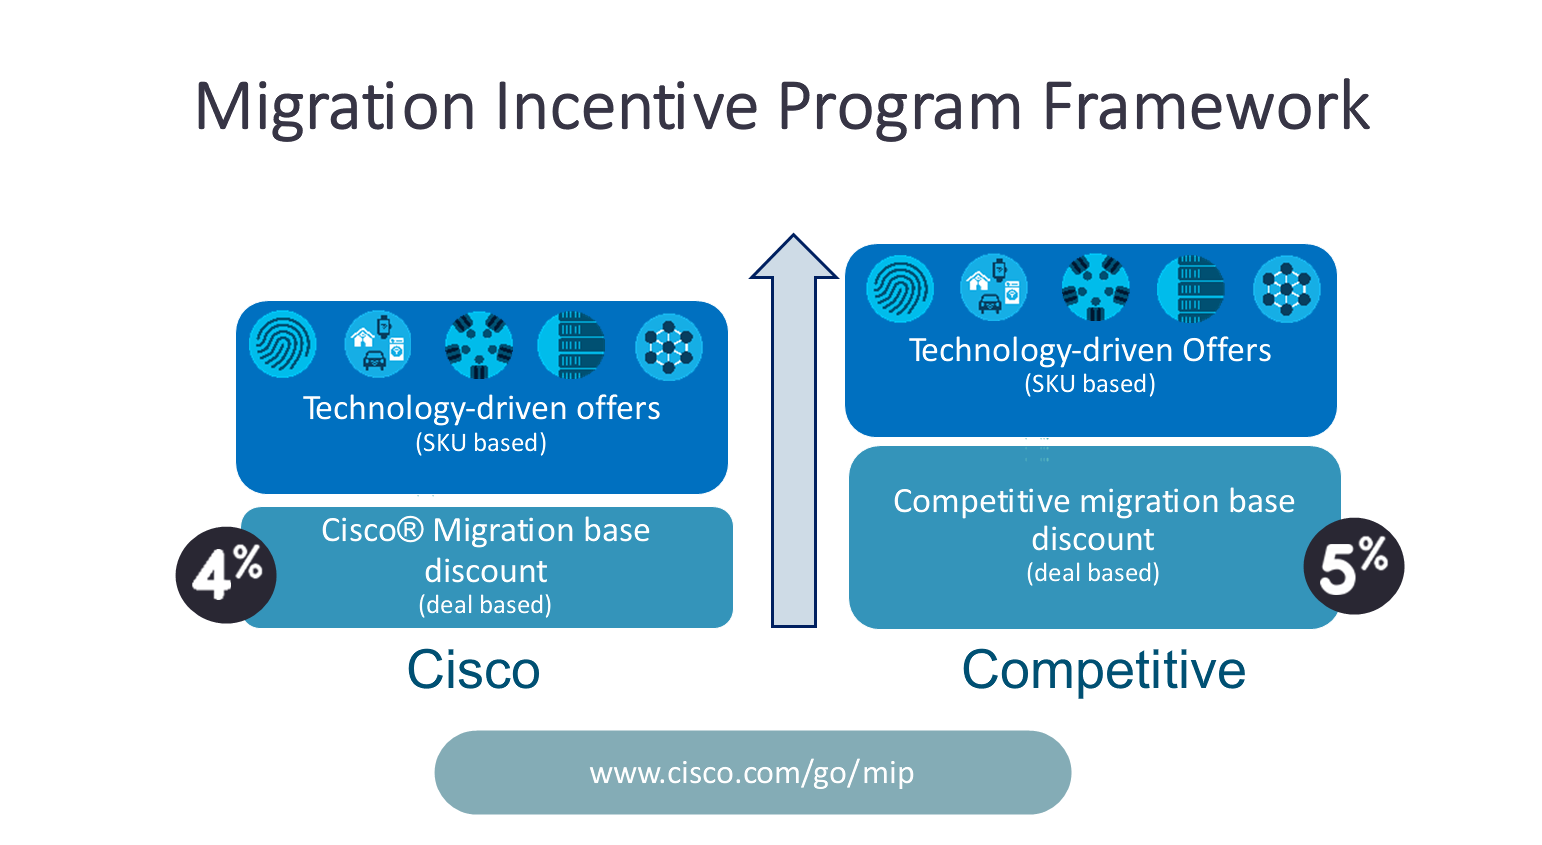 Migration Incentive Program Framework
Technology-driven offers
(SKU based)
Cisco® Migration base
discount
(deal based)
4%
Cisco
Technology-driven Offers
(SKU based)
Competitive migration base
discount
(deal based)
5%
Competitive
www.cisco.com/go/mip